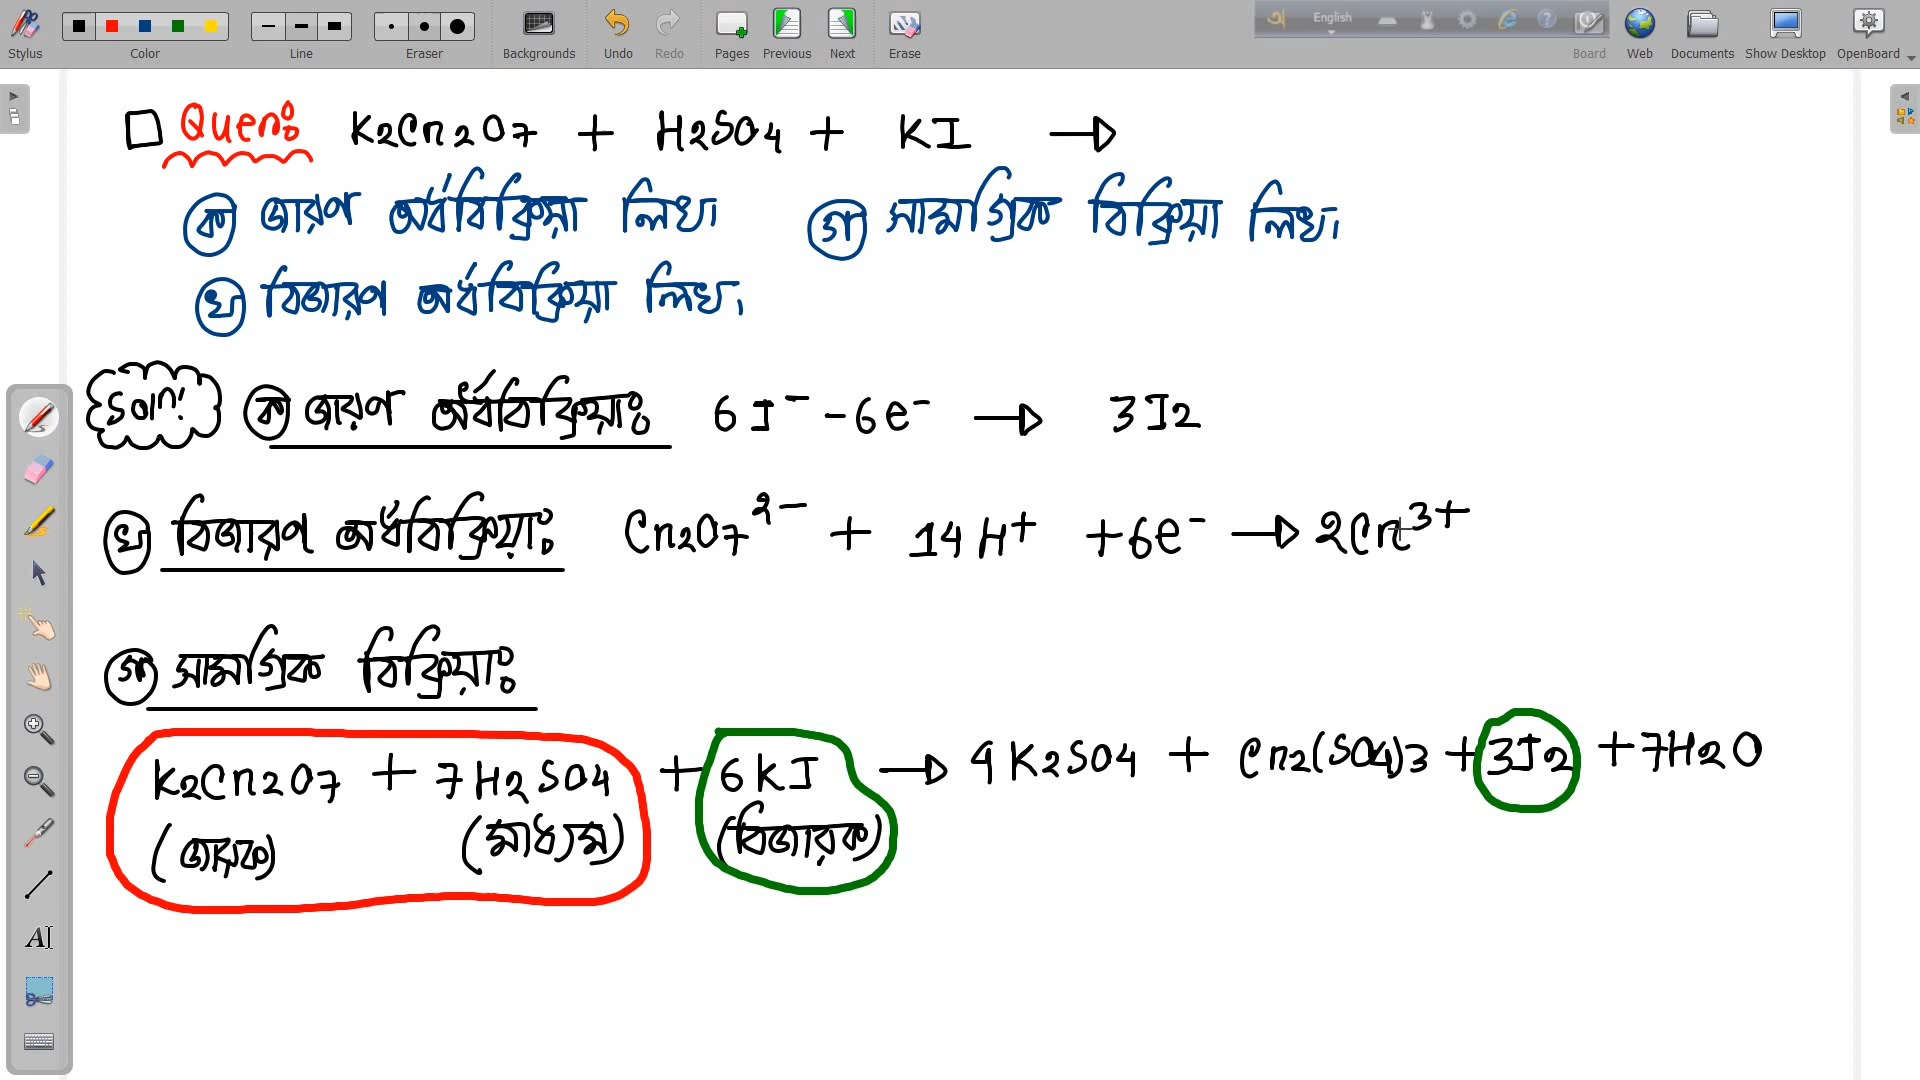 Stylus Color Line Eraser Backgrounds Undo Redo Pages Previous Next Erase English Board Web Documents Show Desktop OpenBoard
Quen: K2Cr2O7 + H2SO4 + KI →
(ক) জারণ অর্ধবিক্রিয়া লিখ। (গ) সামগ্রিক বিক্রিয়া লিখ।
(খ) বিজারণ অর্ধবিক্রিয়া লিখ।
Soln: (ক) জারণ অর্ধবিক্রিয়াঃ 6I⁻ - 6e⁻ → 3I2
(খ) বিজারণ অর্ধবিক্রিয়াঃ Cr2O7²⁻ + 14H⁺ + 6e⁻ → 2Cr³⁺
(গ) সামগ্রিক বিক্রিয়াঃ
K2Cr2O7 + 7H2SO4 + 6KI → 4K2SO4 + Cr2(SO4)3 + 3I2 + 7H2O
(জারক) (মাধ্যম) (বিজারক)